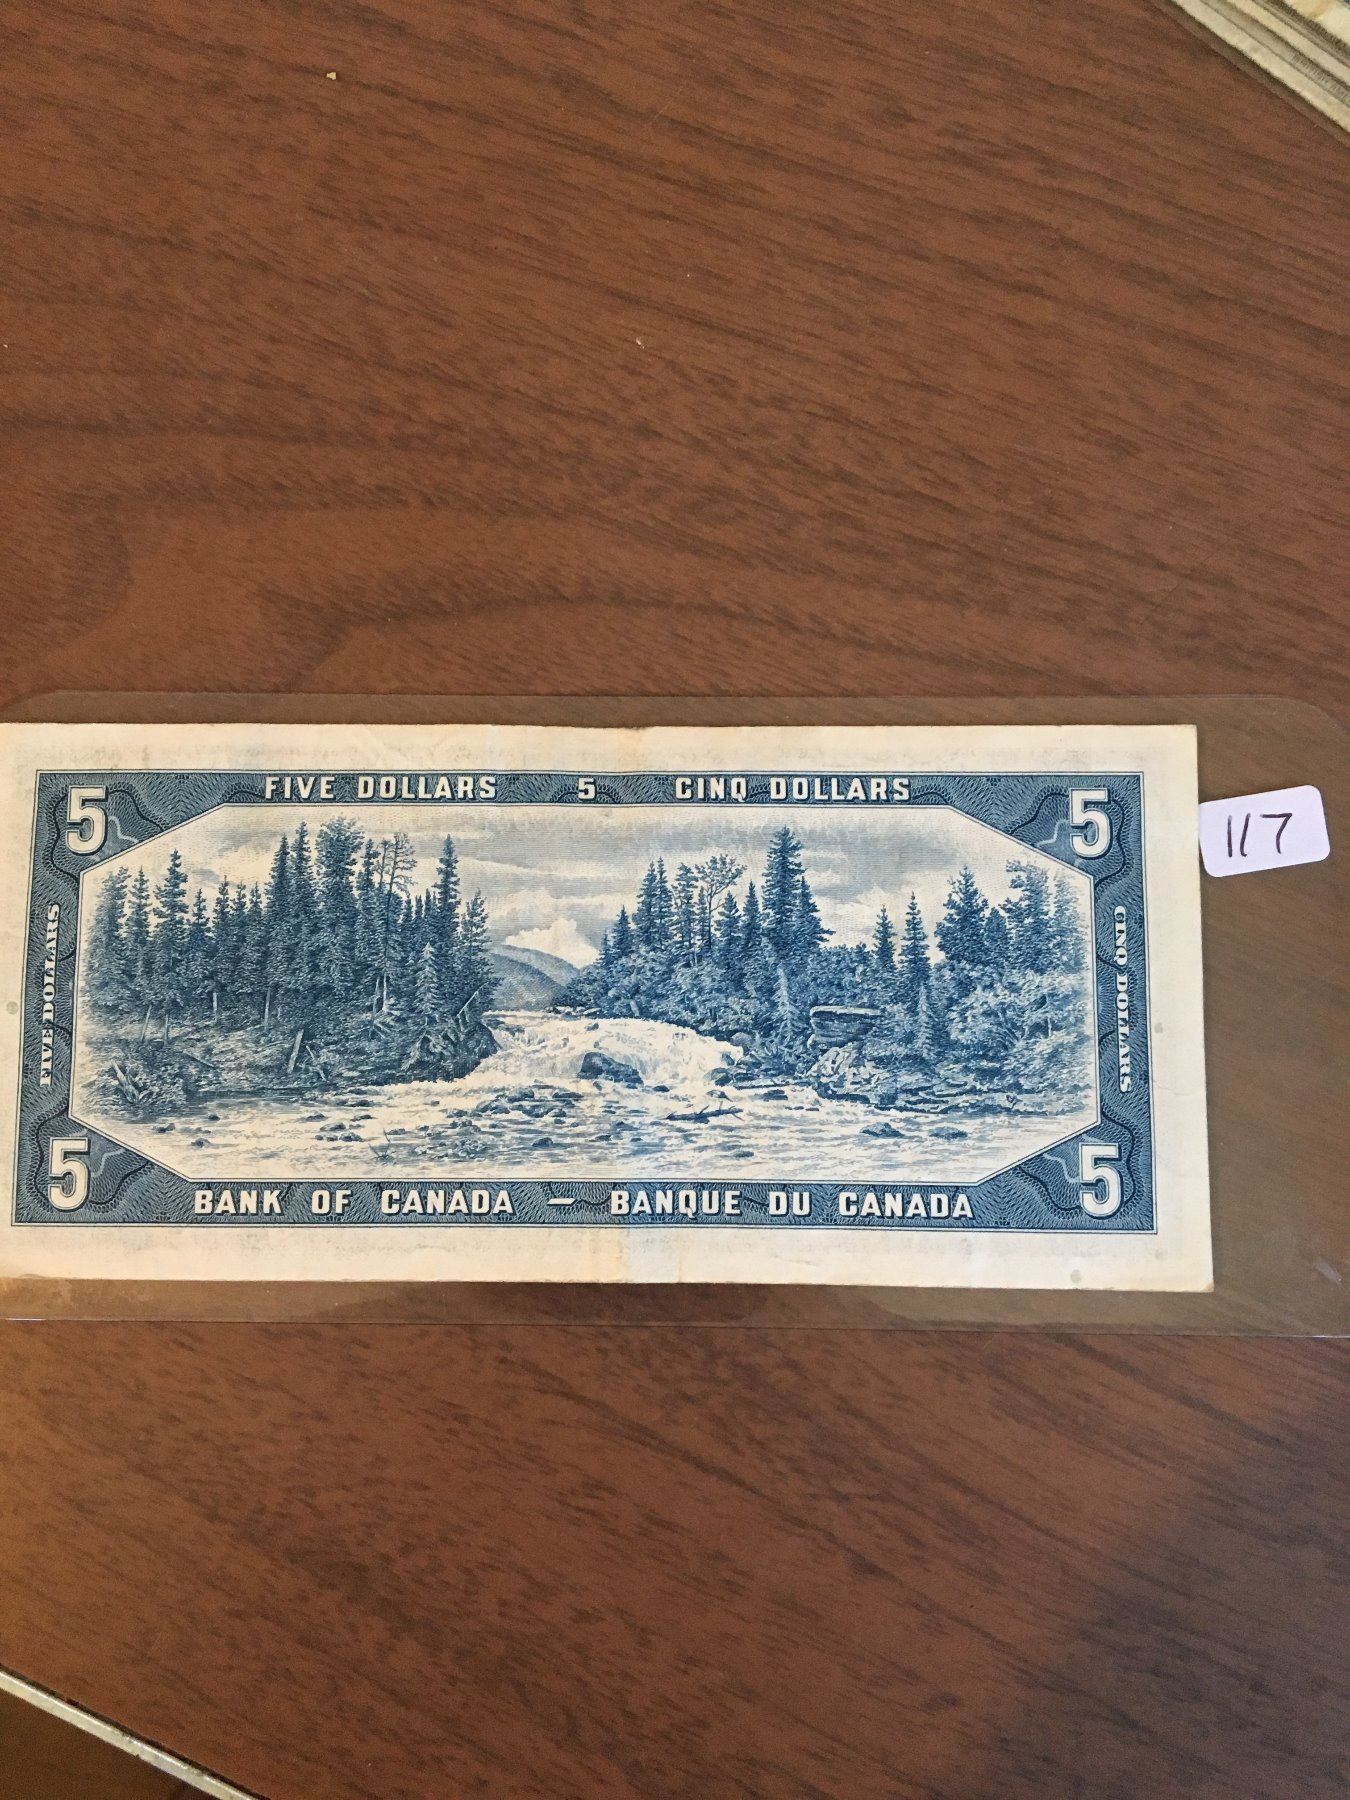 FIVE DOLLARS 5 CINQ DOLLARS
5
5
117
FIVE DOLLARS
CINQ DOLLARS
5
5
BANK OF CANADA — BANQUE DU CANADA